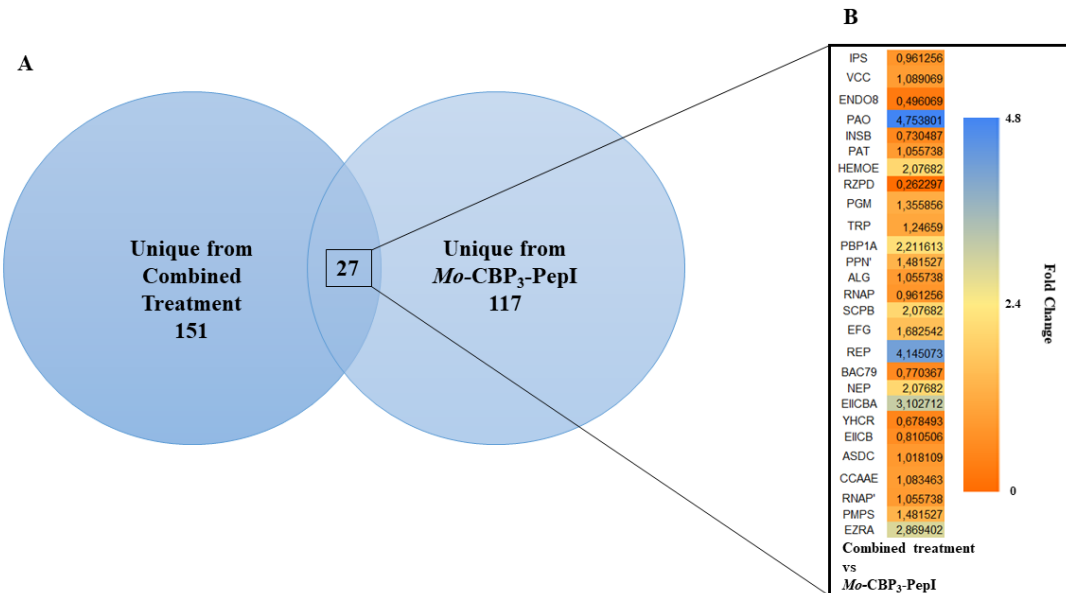 A
Unique from
Combined
Treatment
151
27
Unique from
Mo-CBP₃-PepI
117
B
IPS 0,961256
VCC 1,089069
ENDO8 0,496069
PAO 4,753801
INSB 0,730487
PAT 1,055738
HEMOE 2,07682
RZPD 0,262297
PGM 1,355856
TRP 1,24659
PBP1A 2,211613
PPN' 1,481527
ALG 1,055738
RNAP 0,961256
SCPB 2,07682
EFG 1,682542
REP 4,145073
BAC79 0,770367
NEP 2,07682
EIICBA 3,102712
YHCR 0,678493
EIICB 0,810506
ASDC 1,018109
CCAAE 1,083463
RNAP' 1,055738
PMPS 1,481527
EZRA 2,869402
Combined treatment
vs
Mo-CBP₃-PepI
4.8
2.4
0
Fold Change